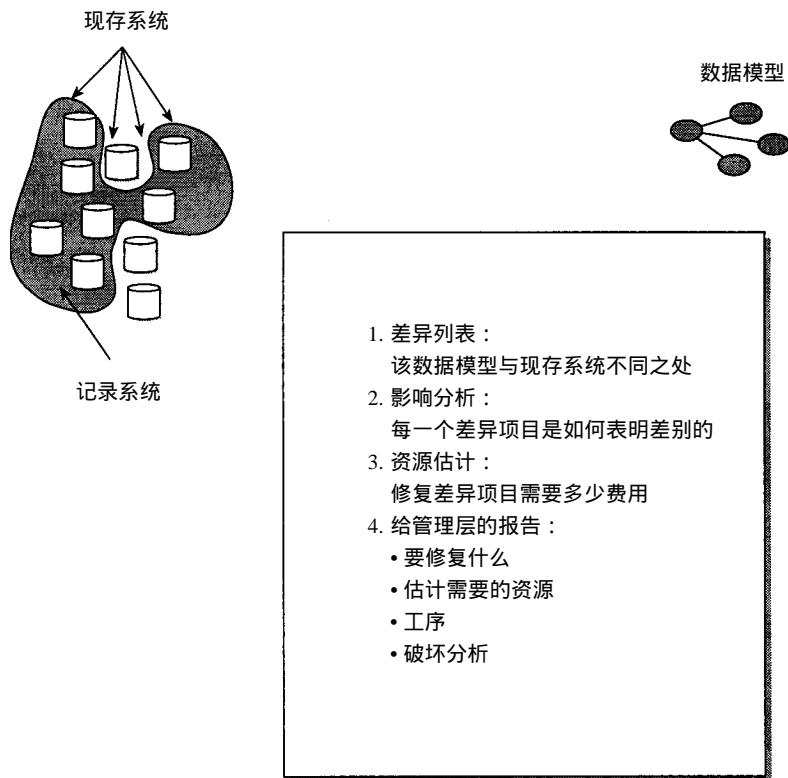 现存系统
数据模型
记录系统
1. 差异列表：
该数据模型与现存系统不同之处
2. 影响分析：
每一个差异项目是如何表明差别的
3. 资源估计：
修复差异项目需要多少费用
4. 给管理层的报告：
• 要修复什么
• 估计需要的资源
• 工序
• 破坏分析